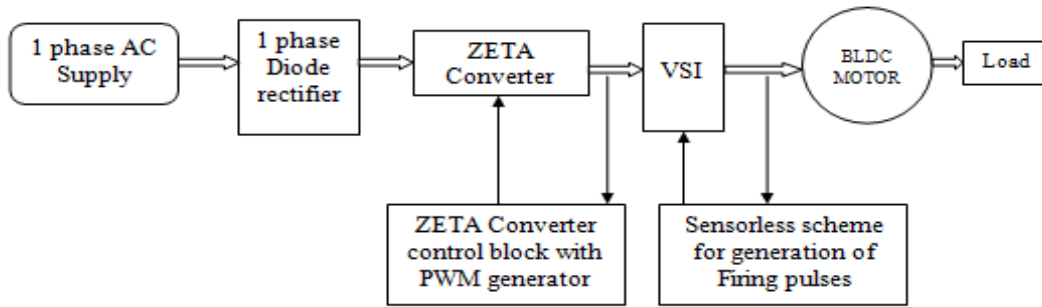 1 phase AC
Supply
1 phase
Diode
rectifier
ZETA
Converter
VSI
BLDC
MOTOR
Load
ZETA Converter
control block with
PWM generator
Sensorless scheme
for generation of
Firing pulses